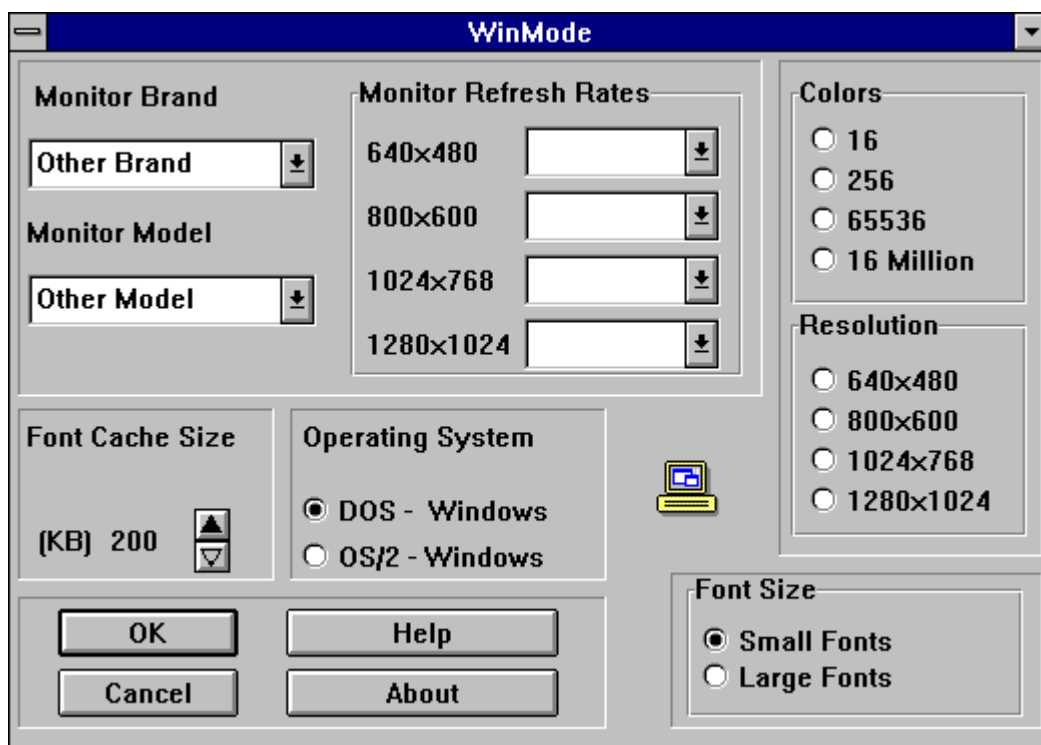 WinMode
Monitor Brand
Other Brand
Monitor Model
Other Model
Monitor Refresh Rates
640x480
800x600
1024x768
1280x1024
Colors
16
256
65536
16 Million
Resolution
640x480
800x600
1024x768
1280x1024
Font Cache Size
(KB) 200
Operating System
DOS - Windows
OS/2 - Windows
Font Size
Small Fonts
Large Fonts
OK
Help
Cancel
About